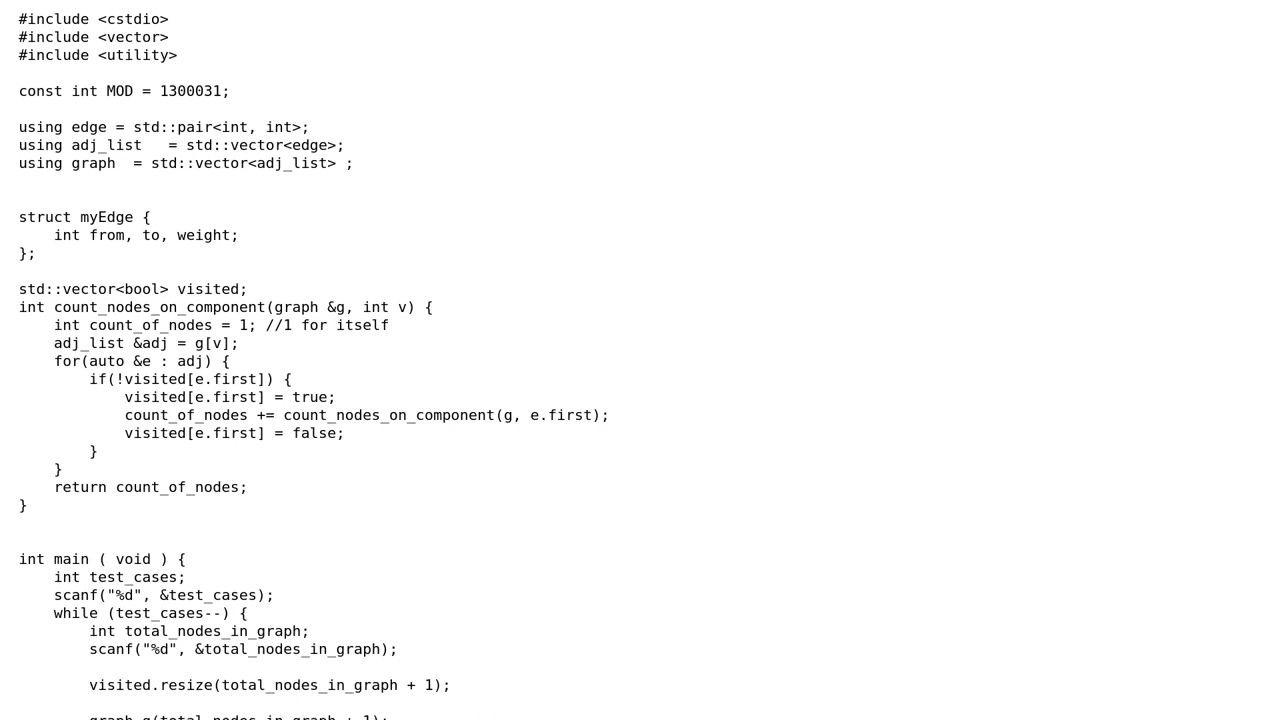 #include <cstdio>
#include <vector>
#include <utility>

const int MOD = 1300031;

using edge = std::pair<int, int>;
using adj_list   = std::vector<edge>;
using graph  = std::vector<adj_list> ;


struct myEdge {
    int from, to, weight;
};

std::vector<bool> visited;
int count_nodes_on_component(graph &g, int v) {
    int count_of_nodes = 1; //1 for itself
    adj_list &adj = g[v];
    for(auto &e : adj) {
        if(!visited[e.first]) {
            visited[e.first] = true;
            count_of_nodes += count_nodes_on_component(g, e.first);
            visited[e.first] = false;
        }
    }
    return count_of_nodes;
}


int main ( void ) {
    int test_cases;
    scanf("%d", &test_cases);
    while (test_cases--) {
        int total_nodes_in_graph;
        scanf("%d", &total_nodes_in_graph);

        visited.resize(total_nodes_in_graph + 1);

        graph g(total_nodes_in_graph + 1);